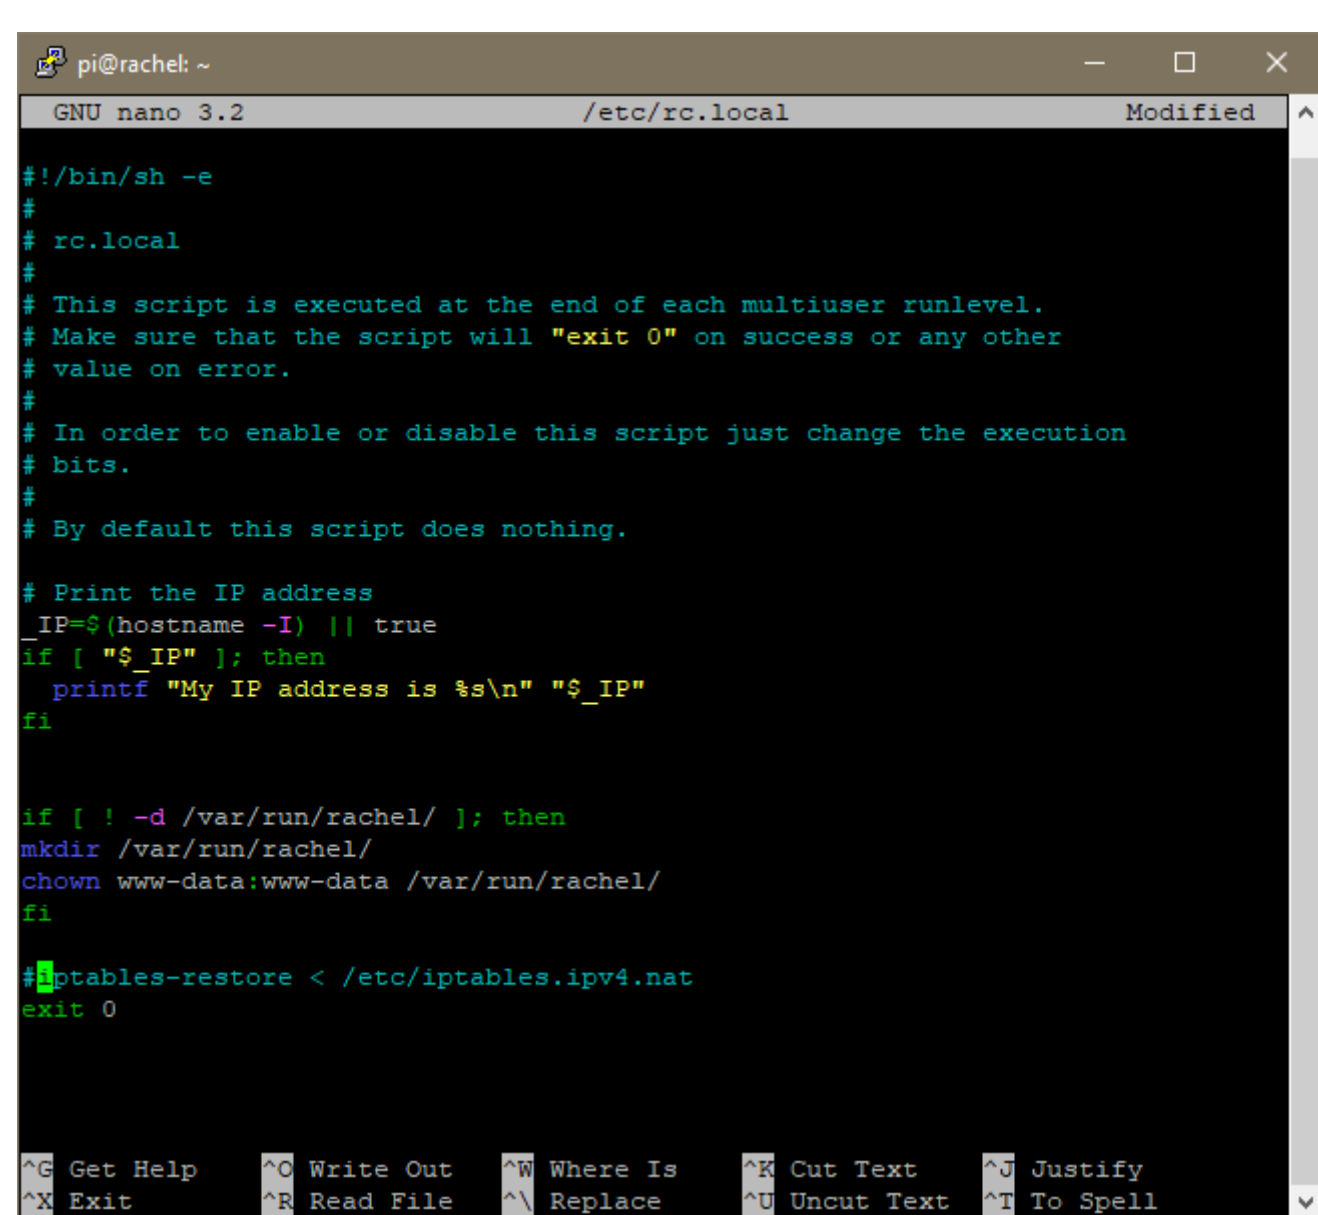 pi@rachel: ~
GNU nano 3.2 /etc/rc.local Modified
#!/bin/sh -e
#
# rc.local
#
# This script is executed at the end of each multiuser runlevel.
# Make sure that the script will "exit 0" on success or any other
# value on error.
#
# In order to enable or disable this script just change the execution
# bits.
#
# By default this script does nothing.
# Print the IP address
_IP=$(hostname -I) || true
if [ "$_IP" ]; then
  printf "My IP address is %s\n" "$_IP"
fi
if [ ! -d /var/run/rachel/ ]; then
mkdir /var/run/rachel/
chown www-data:www-data /var/run/rachel/
fi
#iptables-restore < /etc/iptables.ipv4.nat
exit 0
^G Get Help ^O Write Out ^W Where Is ^K Cut Text ^J Justify
^X Exit ^R Read File ^\ Replace ^U Uncut Text ^T To Spell